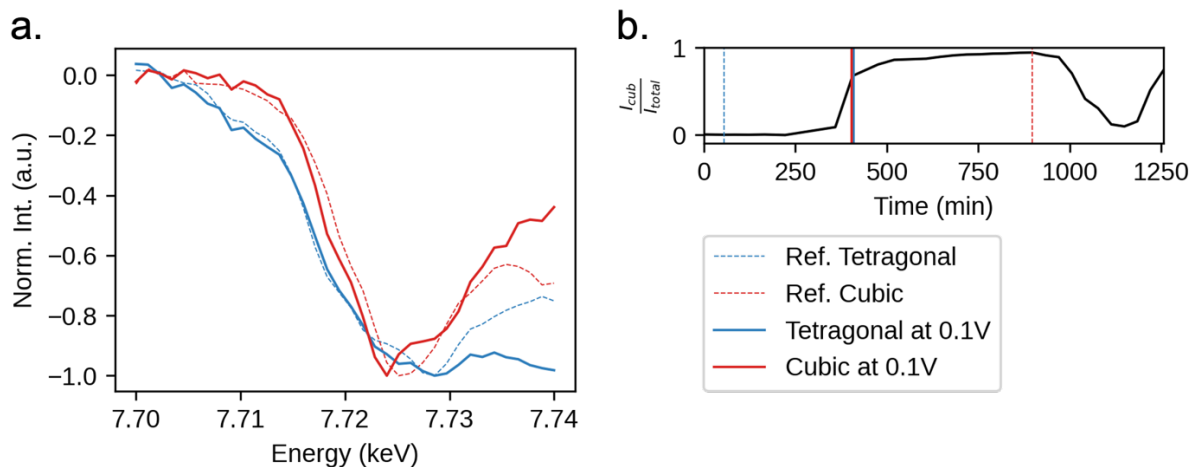 a.
Norm. Int. (a.u.)
0.0
−0.2
−0.4
−0.6
−0.8
−1.0
7.70 7.71 7.72 7.73 7.74
Energy (keV)
b.
I_cub
I_total
1
0
0 250 500 750 1000 1250
Time (min)
Ref. Tetragonal
Ref. Cubic
Tetragonal at 0.1V
Cubic at 0.1V